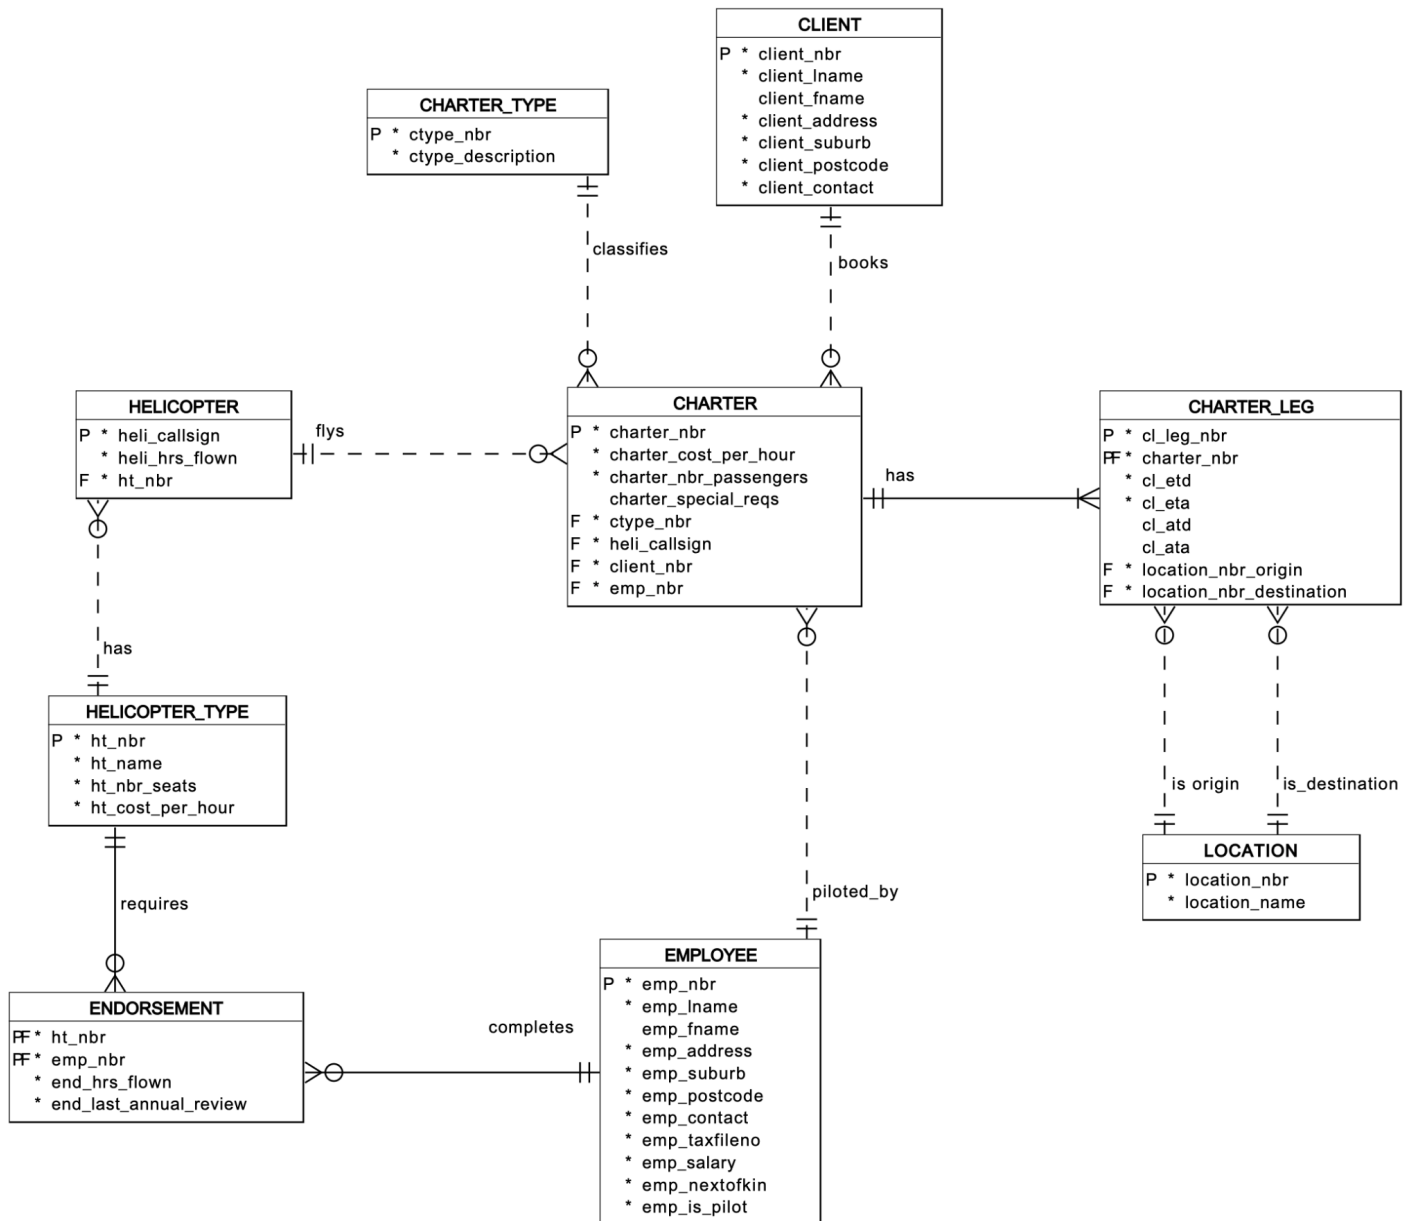 CLIENT
P * client_nbr
* client_lname
client_fname
* client_address
* client_suburb
* client_postcode
* client_contact
CHARTER_TYPE
P * ctype_nbr
* ctype_description
classifies
books
HELICOPTER
P * heli_callsign
* heli_hrs_flown
F * ht_nbr
flys
CHARTER
P * charter_nbr
* charter_cost_per_hour
* charter_nbr_passengers
charter_special_reqs
F * ctype_nbr
F * heli_callsign
F * client_nbr
F * emp_nbr
has
CHARTER_LEG
P * cl_leg_nbr
PF * charter_nbr
* cl_etd
* cl_eta
cl_atd
cl_ata
F * location_nbr_origin
F * location_nbr_destination
has
HELICOPTER_TYPE
P * ht_nbr
* ht_name
* ht_nbr_seats
* ht_cost_per_hour
is origin
is_destination
LOCATION
P * location_nbr
* location_name
requires
piloted_by
ENDORSEMENT
PF * ht_nbr
PF * emp_nbr
* end_hrs_flown
* end_last_annual_review
completes
EMPLOYEE
P * emp_nbr
* emp_lname
emp_fname
* emp_address
* emp_suburb
* emp_postcode
* emp_contact
* emp_taxfileno
* emp_salary
* emp_nextofkin
* emp_is_pilot